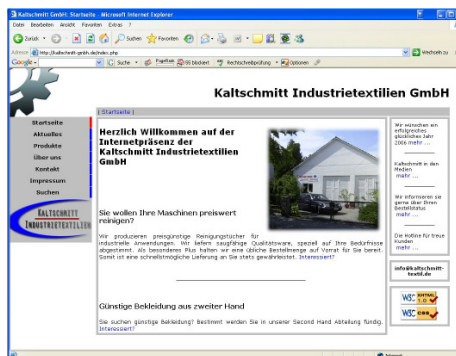 Kaltschmitt GmbH: Startseite - Microsoft Internet Explorer
Datei Bearbeiten Ansicht Favoriten Extras ?
Zurück Suchen Favoriten
Adresse http://kaltschmitt-gmbh.de/index.php Wechseln zu
Google Suche PageRank blockiert Rechtschreibprüfung Optionen
Kaltschmitt Industrietextilien GmbH
| Startseite |
Startseite
Aktuelles
Produkte
Über uns
Kontakt
Impressum
Suchen
KALTSCHMITT
INDUSTRIETEXTILIEN
Herzlich Willkommen auf der
Internetpräsenz der
Kaltschmitt Industrietextilien
GmbH
Sie wollen Ihre Maschinen preiswert
reinigen?
Wir produzieren preisgünstige Reinigungstücher für
industrielle Anwendungen. Wir liefern saugfähige Qualitätsware, speziell auf Ihre Bedürfnisse
abgestimmt. Als besonderes Plus halten wir eine übliche Bestellmenge auf Vorrat für Sie bereit.
Somit ist eine schnellstmögliche Lieferung an Sie stets gewährleistet. Interessiert?
Günstige Bekleidung aus zweiter Hand
Sie suchen günstige Bekleidung? Bestimmt werden Sie in unserer Second Hand Abteilung fündig.
Interessiert?
Wir wünschen ein
erfolgreiches
glückliches Jahr
2006 mehr ...
Kaltschmitt in den
Medien
mehr ...
Wir informieren sie
gerne über Ihren
Bestellstatus
mehr ...
Die Hotline für treue
Kunden
mehr ...
info@kaltschmitt-
textil.de
W3C XHTML 1.0
W3C CSS
Internet